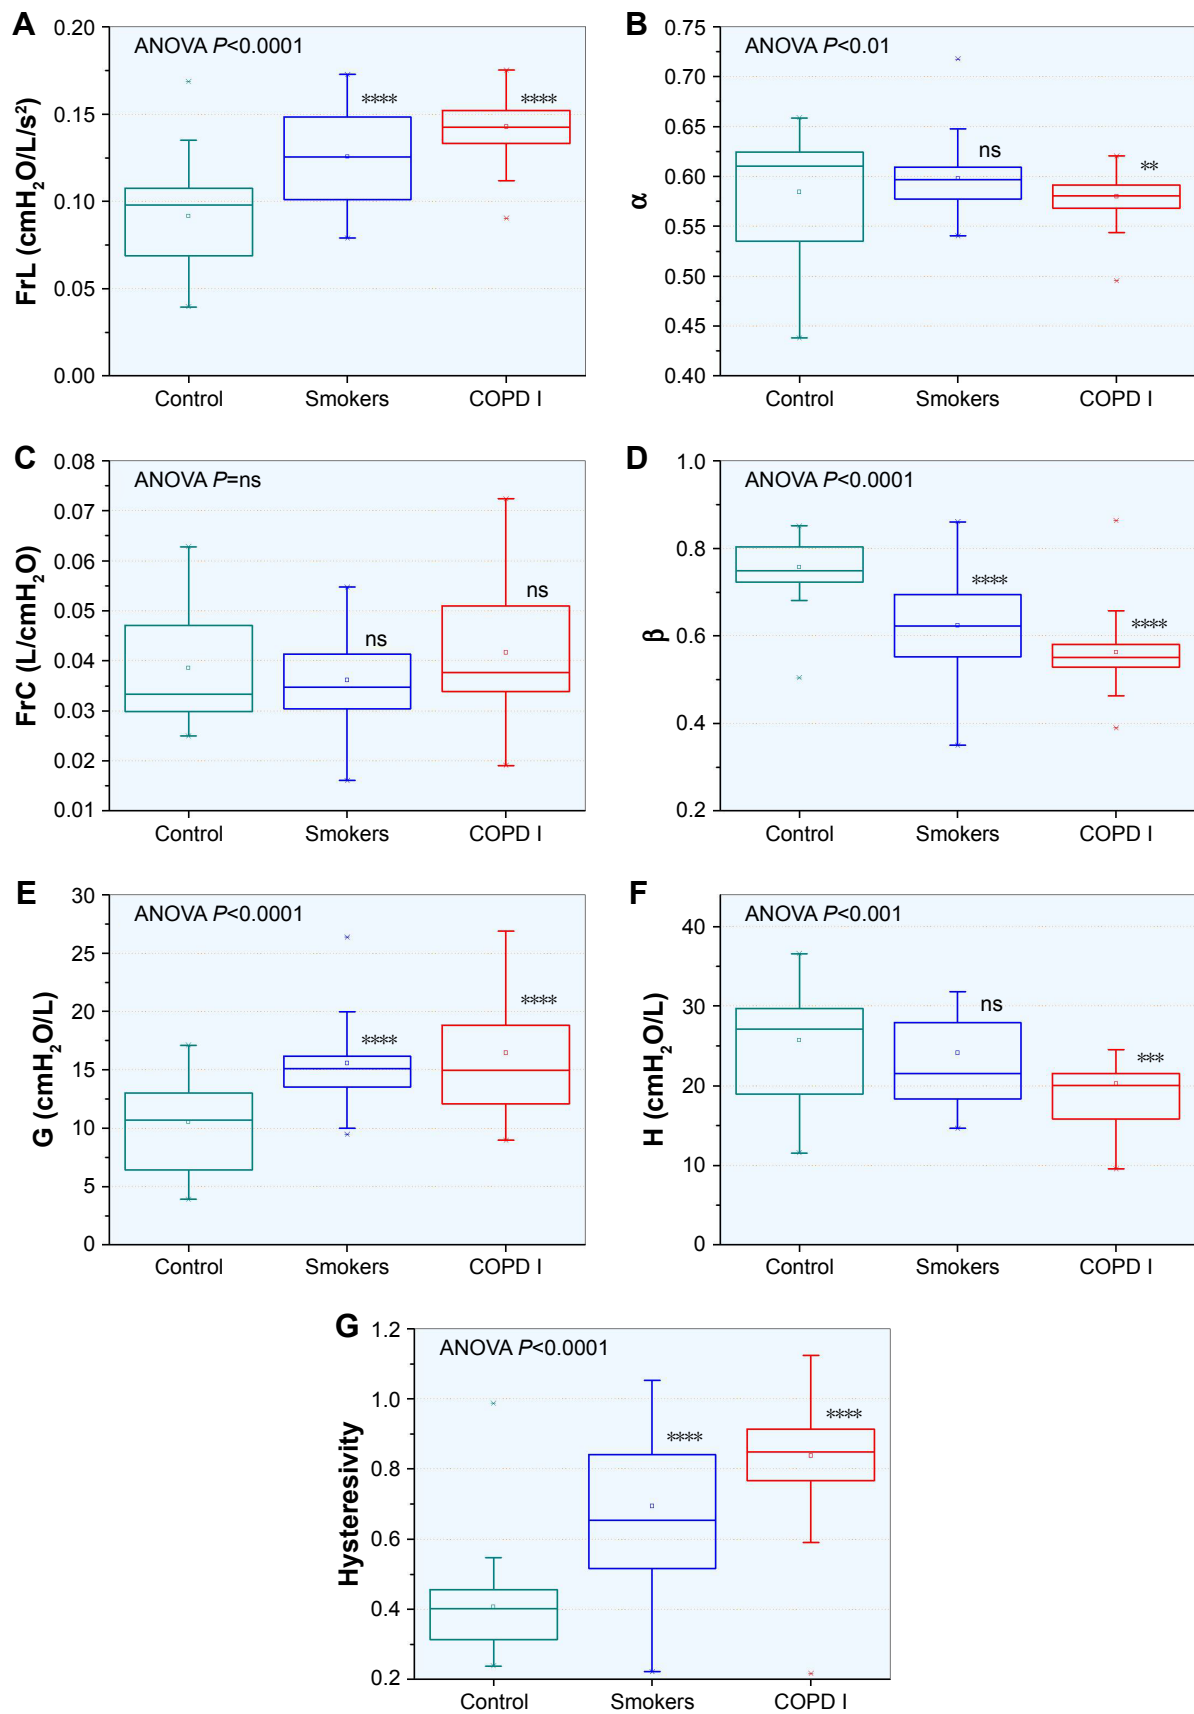 A
ANOVA P<0.0001
FrL (cmH₂O/L/s²)
0.20
0.15
0.10
0.05
0.00
****
****
Control Smokers COPD I
B
ANOVA P<0.01
α
0.75
0.70
0.65
0.60
0.55
0.50
0.45
0.40
ns
**
Control Smokers COPD I
C
ANOVA P=ns
FrC (L/cmH₂O)
0.08
0.07
0.06
0.05
0.04
0.03
0.02
0.01
ns
ns
Control Smokers COPD I
D
ANOVA P<0.0001
β
1.0
0.8
0.6
0.4
0.2
****
****
Control Smokers COPD I
E
ANOVA P<0.0001
G (cmH₂O/L)
30
25
20
15
10
5
0
****
****
Control Smokers COPD I
F
ANOVA P<0.001
H (cmH₂O/L)
40
30
20
10
0
ns
***
Control Smokers COPD I
G
ANOVA P<0.0001
Hysteresivity
1.2
1.0
0.8
0.6
0.4
0.2
****
****
Control Smokers COPD I